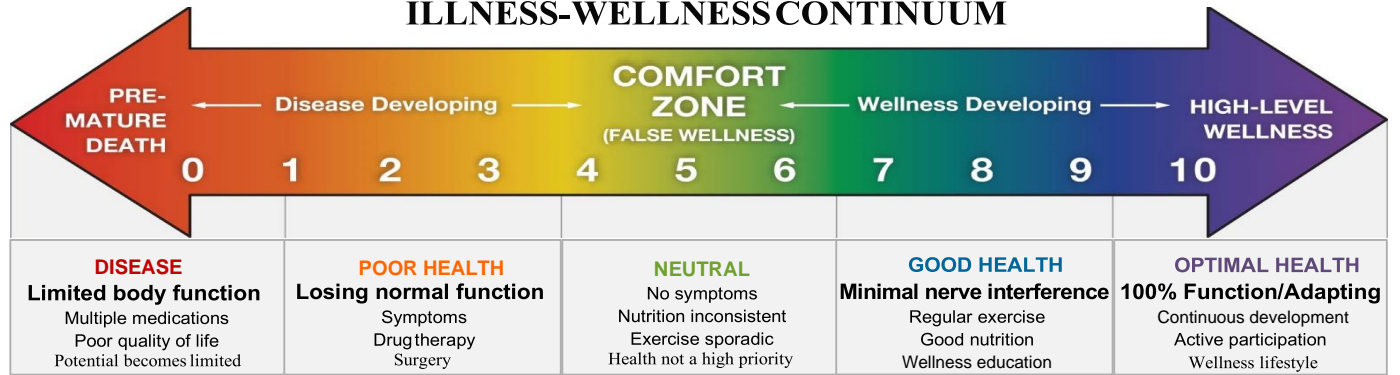 ILLNESS-WELLNESS CONTINUUM
PRE-
MATURE
DEATH
Disease Developing
COMFORT
ZONE
(FALSE WELLNESS)
Wellness Developing
HIGH-LEVEL
WELLNESS
0 1 2 3 4 5 6 7 8 9 10
DISEASE
Limited body function
Multiple medications
Poor quality of life
Potential becomes limited
POOR HEALTH
Losing normal function
Symptoms
Drug therapy
Surgery
NEUTRAL
No symptoms
Nutrition inconsistent
Exercise sporadic
Health not a high priority
GOOD HEALTH
Minimal nerve interference
Regular exercise
Good nutrition
Wellness education
OPTIMAL HEALTH
100% Function/Adapting
Continuous development
Active participation
Wellness lifestyle